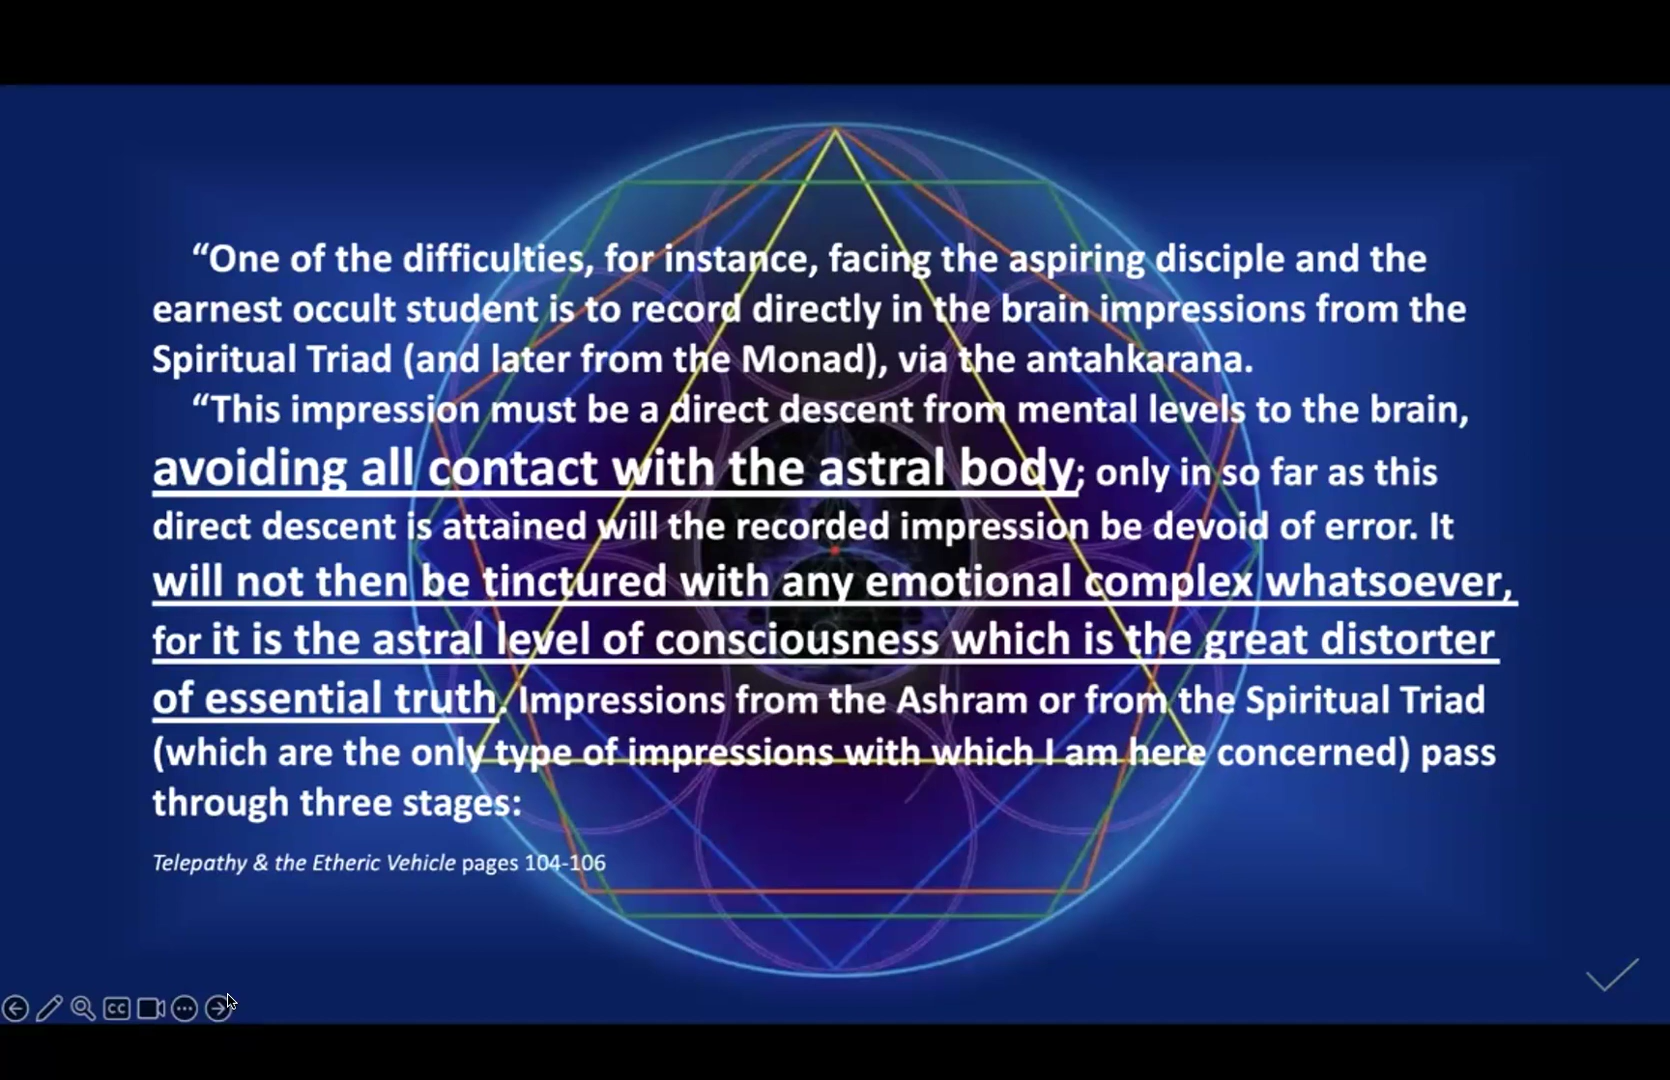 “One of the difficulties, for instance, facing the aspiring disciple and the
earnest occult student is to record directly in the brain impressions from the
Spiritual Triad (and later from the Monad), via the antahkarana.
“This impression must be a direct descent from mental levels to the brain,
avoiding all contact with the astral body; only in so far as this
direct descent is attained will the recorded impression be devoid of error. It
will not then be tinctured with any emotional complex whatsoever,
for it is the astral level of consciousness which is the great distorter
of essential truth. Impressions from the Ashram or from the Spiritual Triad
(which are the only type of impressions with which I am here concerned) pass
through three stages:
Telepathy & the Etheric Vehicle pages 104-106
CC